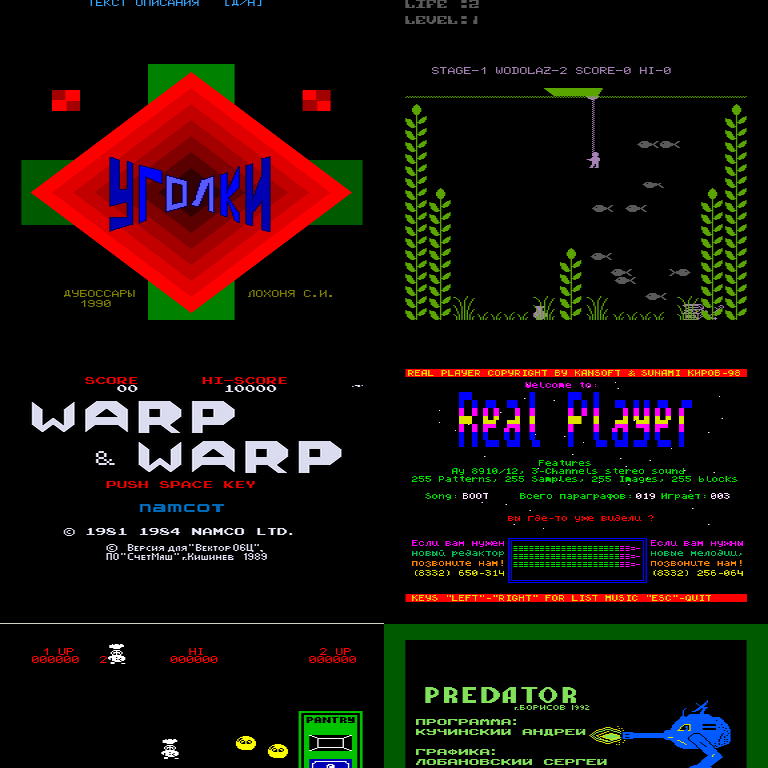 ТЕКСТ ОПИСАНИЯ [Д/Н]
УГОЛКИ
ДУБОССАРЫ
1990
ЛОХОНЯ С.И.
LIFE :2
LEVEL:1
STAGE-1 WODOLAZ-2 SCORE-0 HI-0
SCORE HI-SCORE
00 10000
WARP
& WARP
PUSH SPACE KEY
namcot
© 1981 1984 NAMCO LTD.
© Версия для"Вектор 06Ц".
ПО"СчетМаш",Кишинев 1989
REAL PLAYER COPYRIGHT BY KANSOFT & SUNAMI КИРОВ-98
Welcome to:
Real Player
Features
Ay 8910/12, 3-Channels stereo sound
255 Patterns, 255 Samples, 255 Images, 255 blocks
Song: BOOT Всего параграфов: 019 Играет: 003
вы где-то уже видели ?
Если вам нужен
новый редактор
позвоните нам!
(8332) 650-314
Если вам нужны
новые мелодии,
позвоните нам!
(8332) 256-064
KEYS "LEFT"-"RIGHT" FOR LIST MUSIC "ESC"-QUIT
1 UP HI 2 UP
000000 2 000000 000000
PANTRY
PREDATOR
г.БОРИСОВ 1992
ПРОГРАММА:
КУЧИНСКИЙ АНДРЕЙ
ГРАФИКА:
ЛОБАНОВСКИЙ СЕРГЕЙ